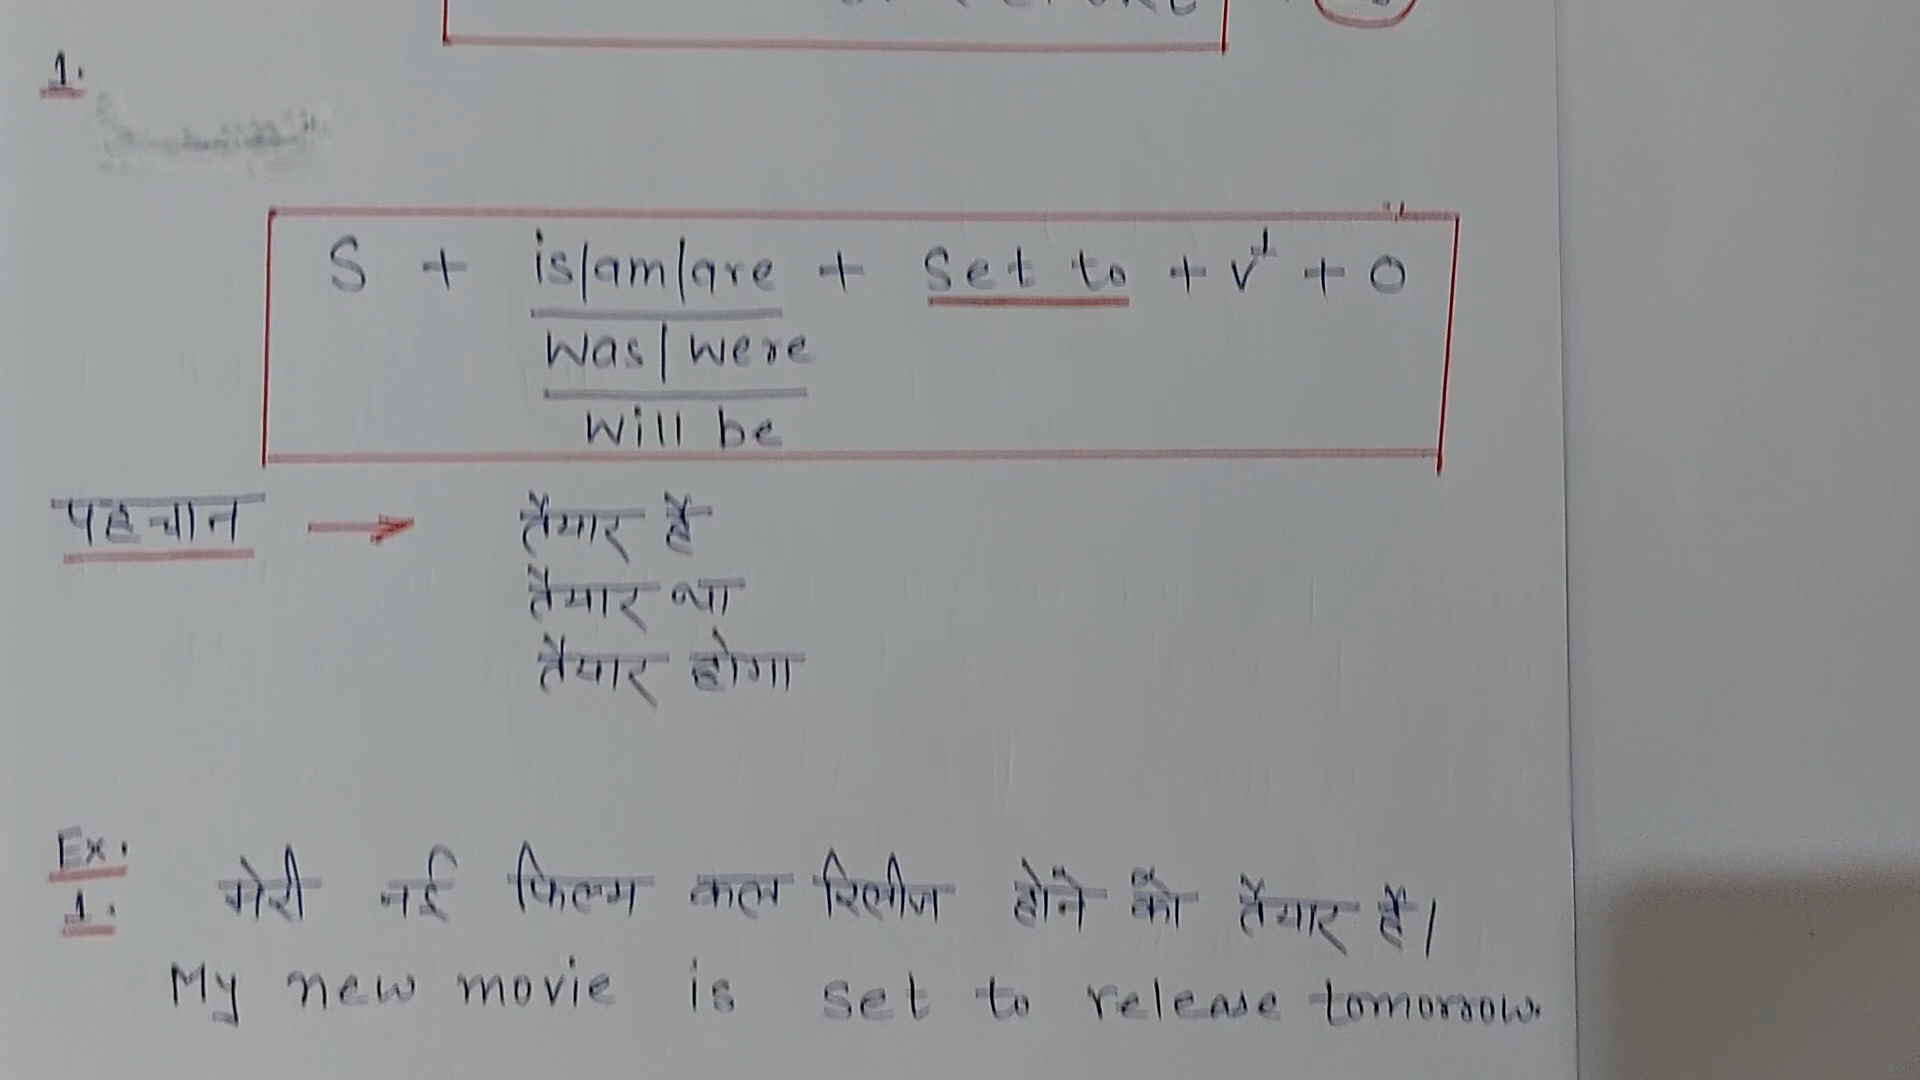 1.
S + is/am/are + Set to + V¹ + O
Was/were
Will be
पहचान → तैयार है
तैयार था
तैयार होगा
Ex.
1. मेरी नई फिल्म कल रिलीज होने को तैयार है।
My new movie is set to release tomorrow.